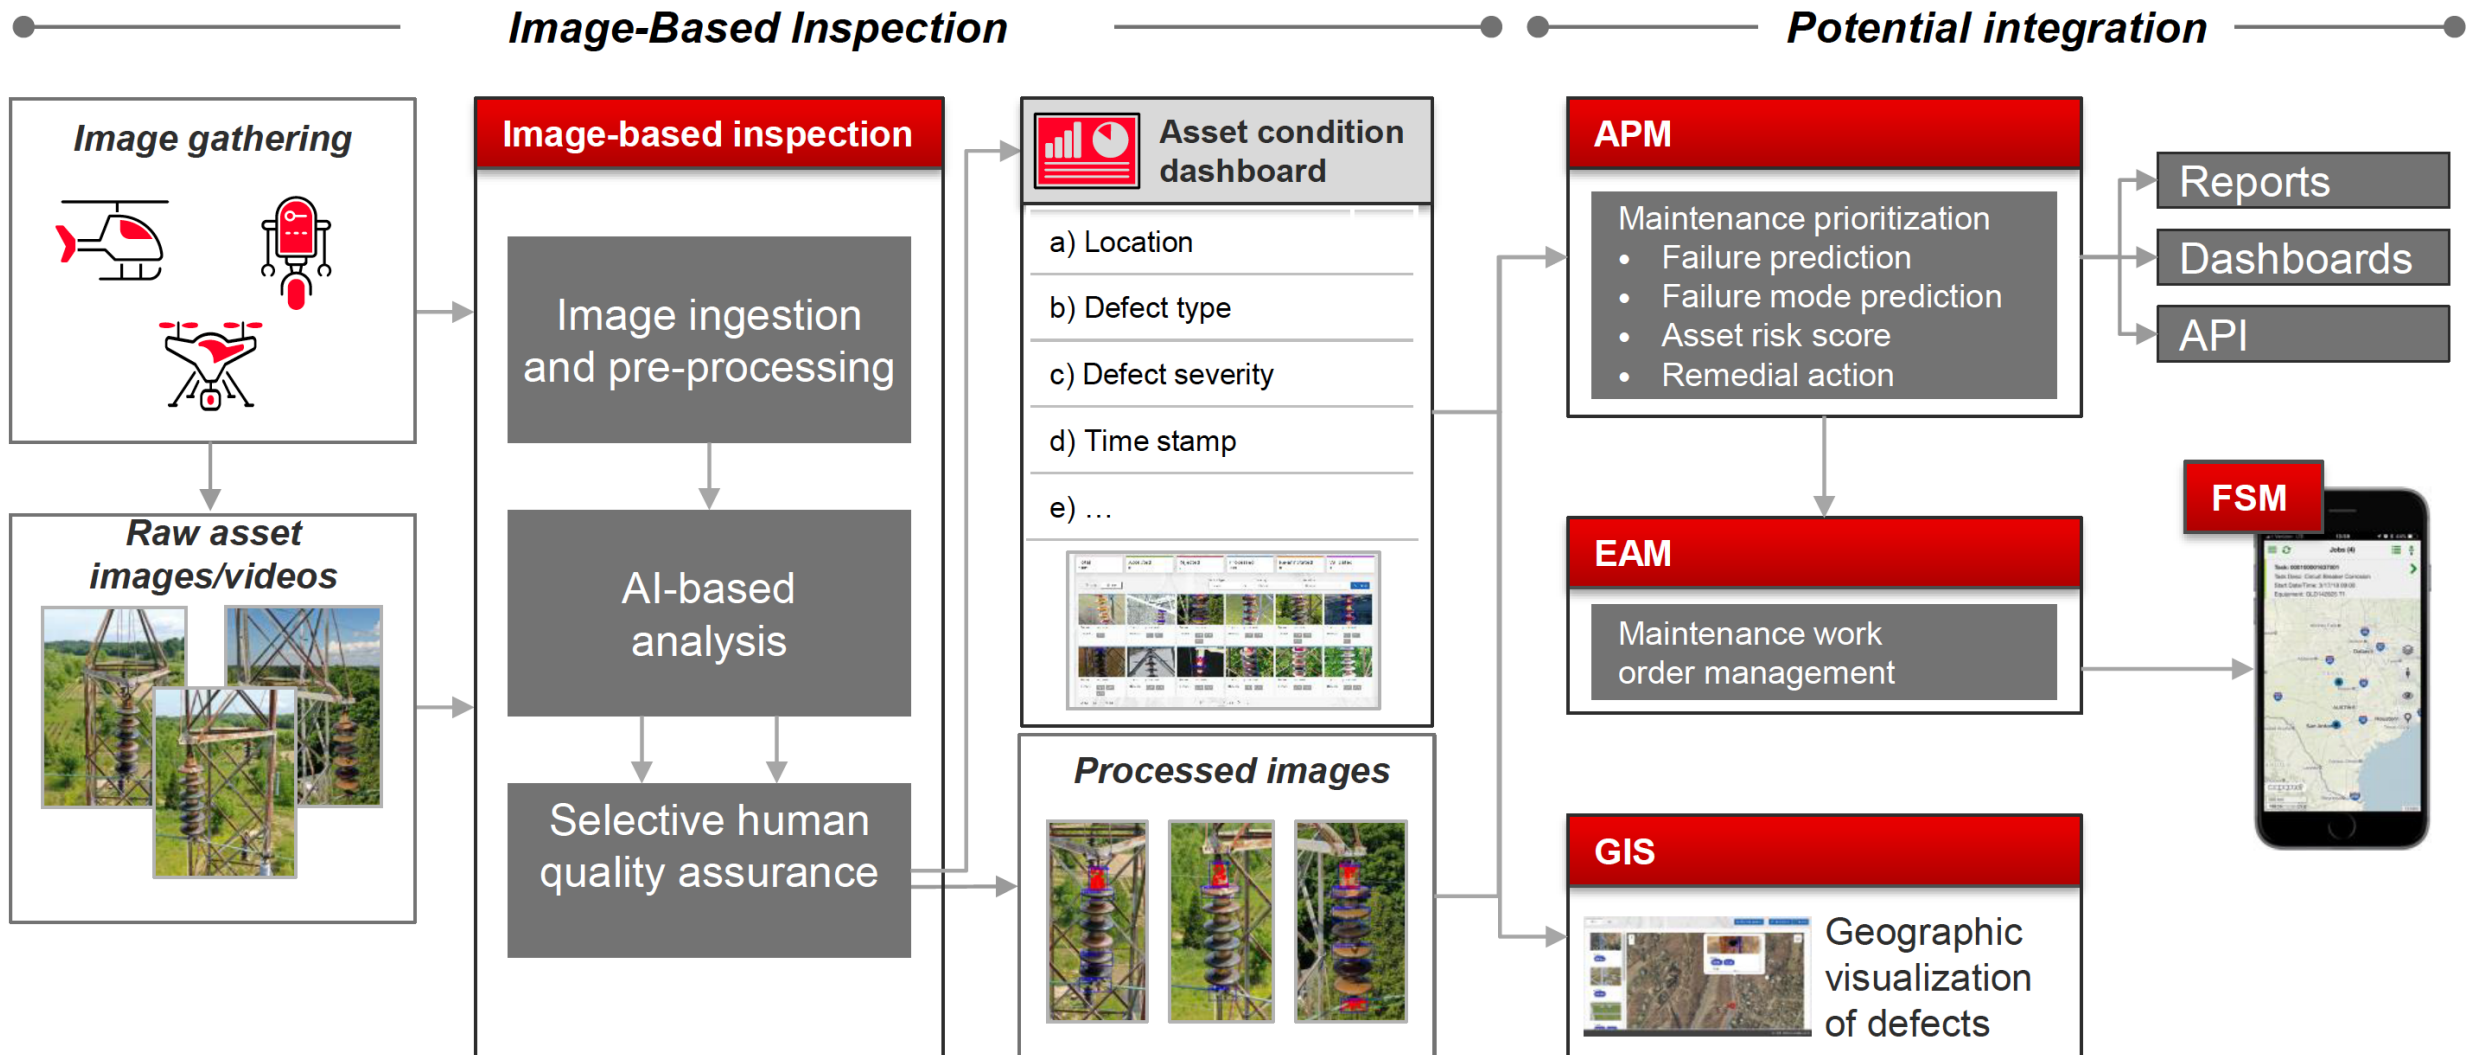 Image-Based Inspection
Potential integration
Image gathering
Raw asset
images/videos
Image-based inspection
Image ingestion
and pre-processing
AI-based
analysis
Selective human
quality assurance
Asset condition
dashboard
a) Location
b) Defect type
c) Defect severity
d) Time stamp
e) …
Processed images
APM
Maintenance prioritization
• Failure prediction
• Failure mode prediction
• Asset risk score
• Remedial action
Reports
Dashboards
API
EAM
Maintenance work
order management
FSM
Jobs (4)
GIS
Geographic
visualization
of defects